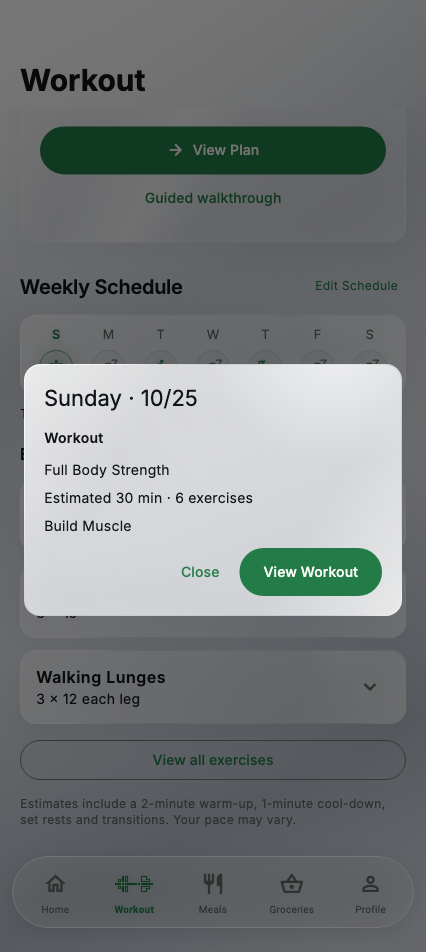 Workout
→ View Plan
Guided walkthrough
Weekly Schedule
Edit Schedule
S M T W T F S
Sunday · 10/25
Workout
Full Body Strength
Estimated 30 min · 6 exercises
Build Muscle
Close
View Workout
Walking Lunges
3 × 12 each leg
View all exercises
Estimates include a 2-minute warm-up, 1-minute cool-down,
set rests and transitions. Your pace may vary.
Home Workout Meals Groceries Profile